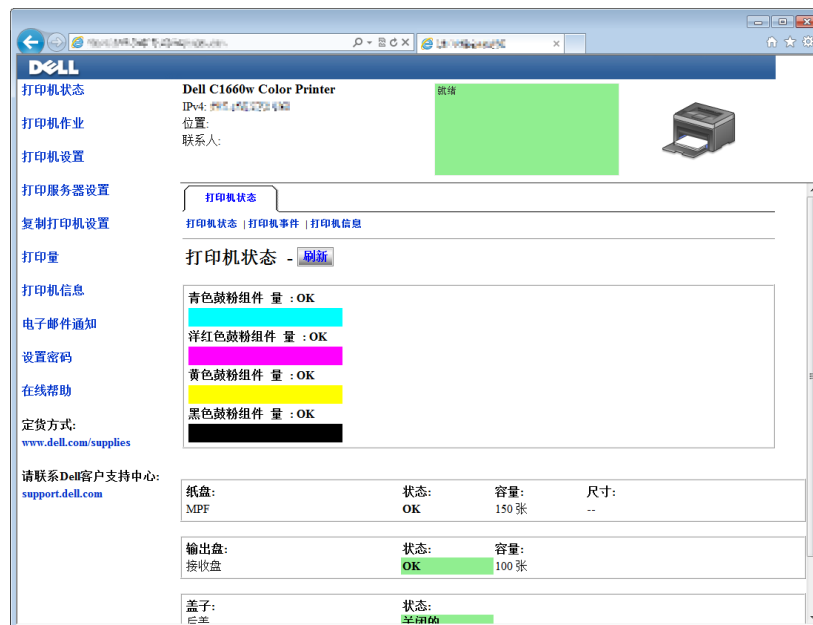 DELL
打印机状态
打印机作业
打印机设置
打印服务器设置
复制打印机设置
打印量
打印机信息
电子邮件通知
设置密码
在线帮助
定货方式:
www.dell.com/supplies
请联系Dell客户支持中心:
support.dell.com
Dell C1660w Color Printer
IPv4:
位置:
联系人:
就绪
打印机状态
打印机状态 | 打印机事件 | 打印机信息
打印机状态 - 刷新
青色鼓粉组件 量 : OK
洋红色鼓粉组件 量 : OK
黄色鼓粉组件 量 : OK
黑色鼓粉组件 量 : OK
纸盘: 状态: 容量: 尺寸:
MPF OK 150 张 --
输出盘: 状态: 容量:
接收盘 OK 100 张
盖子: 状态:
后盖 关闭的